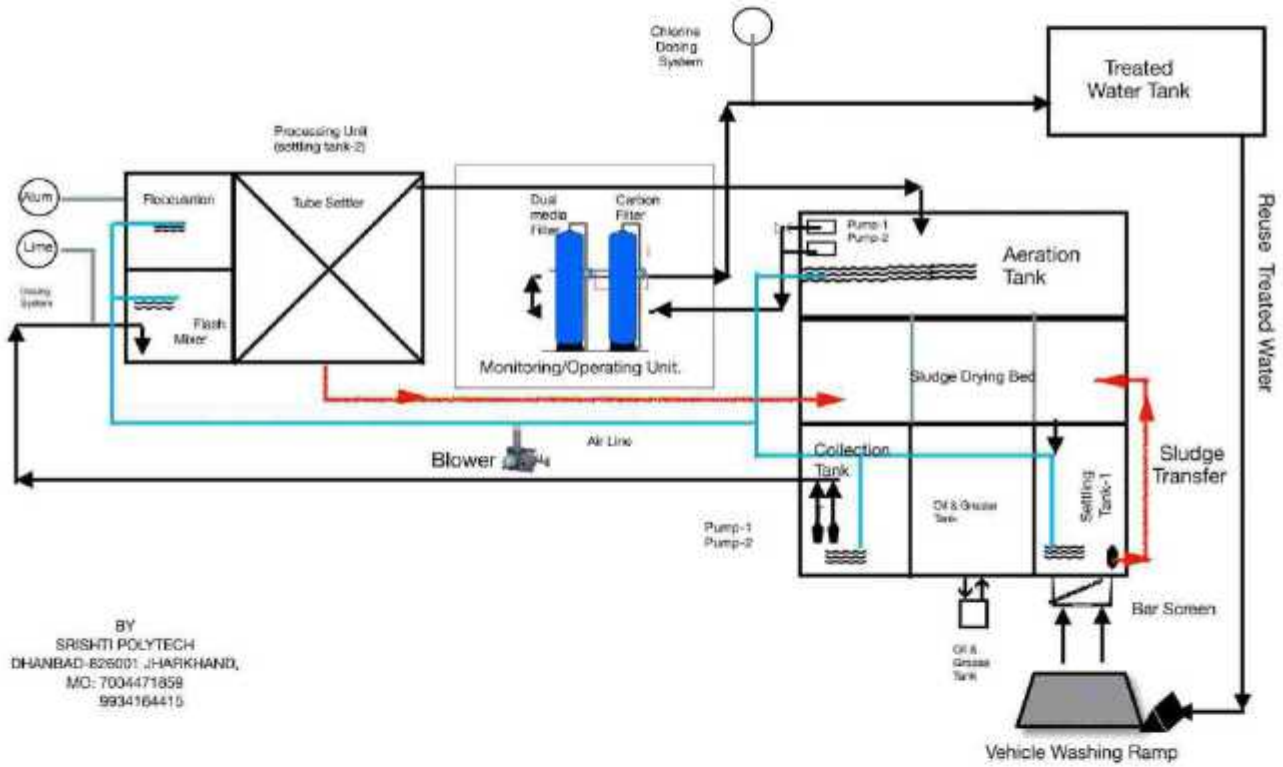 Chlorine
Dosing
System
Treated
Water Tank
Processing Unit
(settling tank-2)
Alum
Flocculation
Tube Settler
Dual
media
Filter
Carbon
Filter
Pump-1
Pump-2
Aeration
Tank
Reuse Treated Water
Lime
Dosing
System
Flash
Mixer
Monitoring/Operating Unit.
Sludge Drying Bed
Air Line
Blower
Collection
Tank
Oil & Grease
Tank
Settling
Tank-1
Sludge
Transfer
Pump-1
Pump-2
Bar Screen
Oil &
Grease
Tank
BY
SRISHTI POLYTECH
DHANBAD-826001 JHARKHAND,
MO: 7004471859
9934164415
Vehicle Washing Ramp